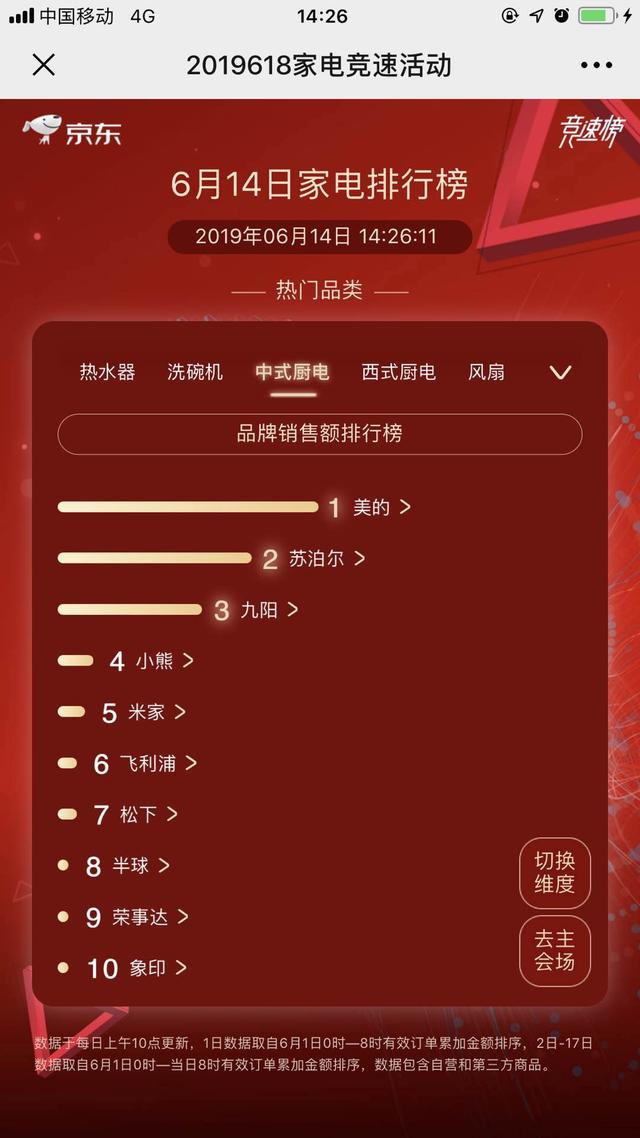 中国移动 4G 14:26
2019618家电竞速活动
京东
竞速榜
6月14日家电排行榜
2019年06月14日 14:26:11
热门品类
热水器 洗碗机 中式厨电 西式厨电 风扇
品牌销售额排行榜
1 美的
2 苏泊尔
3 九阳
4 小熊
5 米家
6 飞利浦
7 松下
8 半球
9 荣事达
10 象印
切换
维度
去主
会场
数据于每日上午10点更新，1日数据取自6月1日0时—8时有效订单累加金额排序，2日-17日
数据取自6月1日0时—当日8时有效订单累加金额排序，数据包含自营和第三方商品。